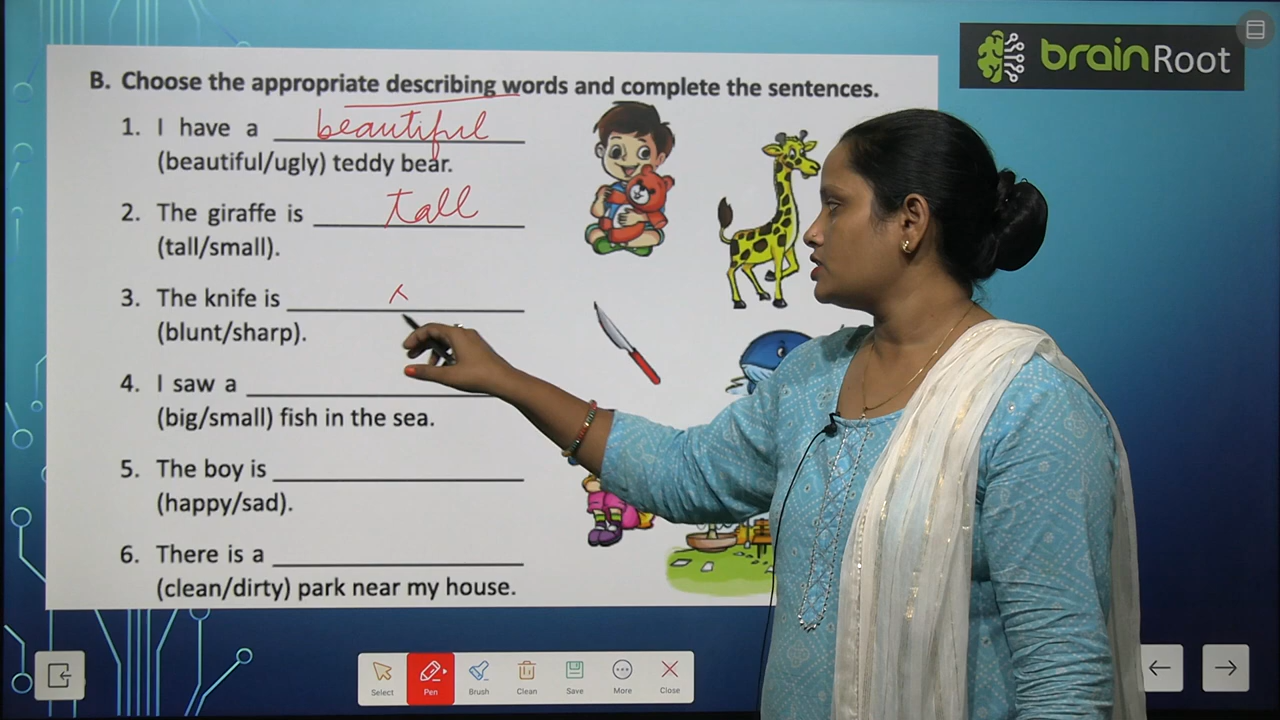 brainRoot
B. Choose the appropriate describing words and complete the sentences.
1. I have a beautiful
(beautiful/ugly) teddy bear.
2. The giraffe is tall
(tall/small).
3. The knife is
(blunt/sharp).
4. I saw a
(big/small) fish in the sea.
5. The boy is
(happy/sad).
6. There is a
(clean/dirty) park near my house.
Select Pen Brush Clean Save More Close